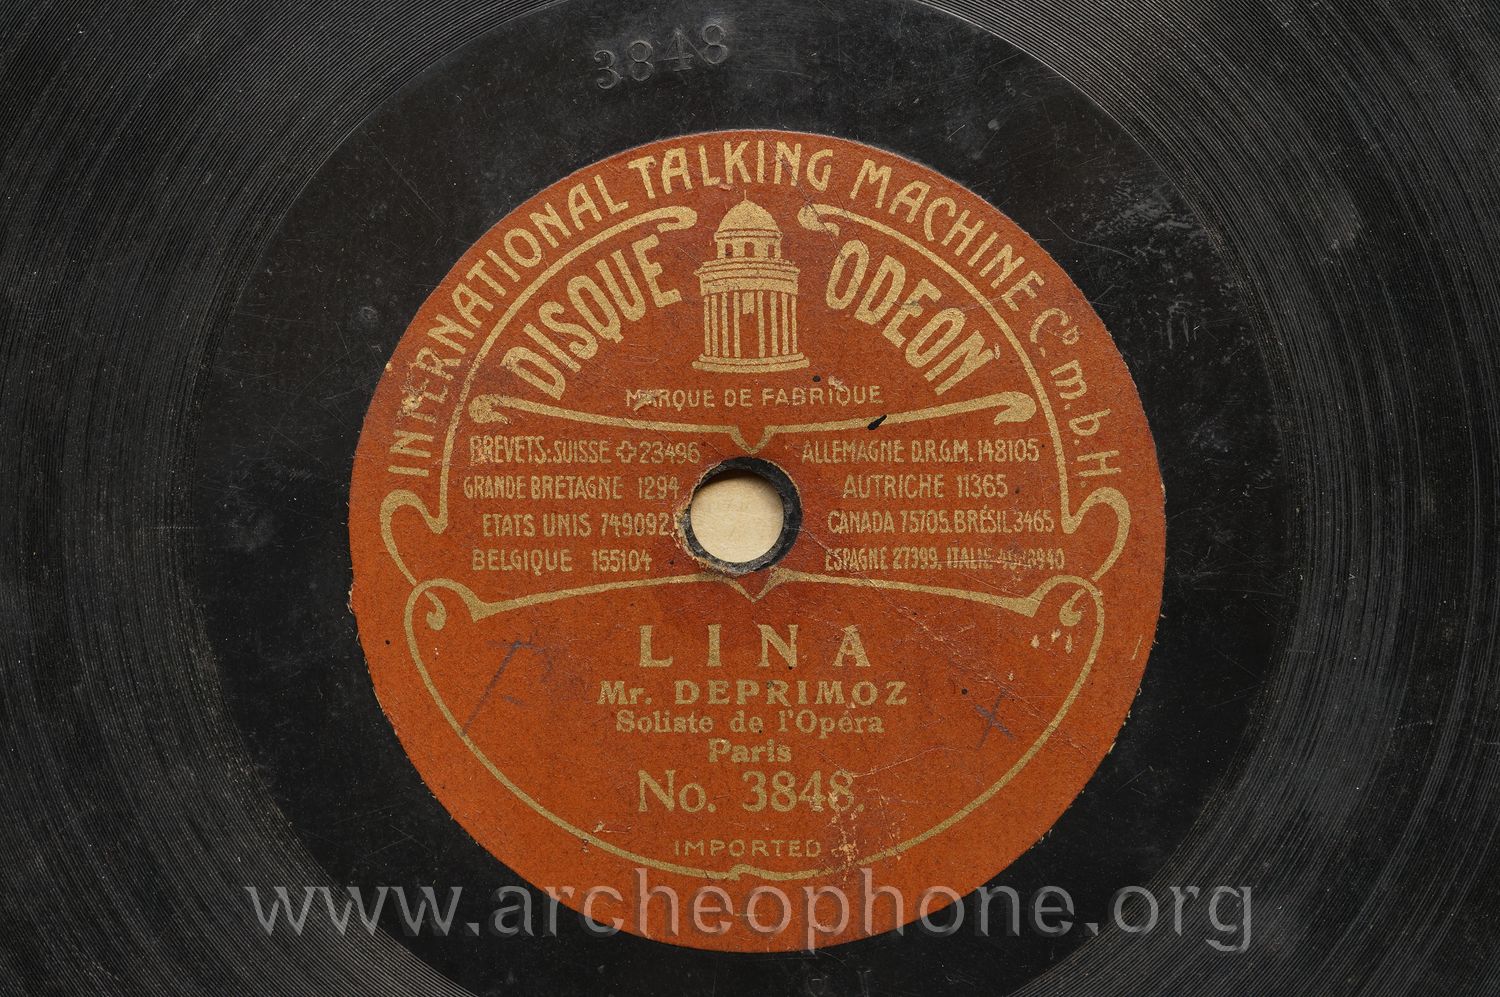 3848
INTERNATIONAL TALKING MACHINE Co. m.b.H.
DISQUE ODEON
MARQUE DE FABRIQUE
BREVETS: SUISSE 23496
GRANDE BRETAGNE 1294
ETATS UNIS 749092
BELGIQUE 155104
ALLEMAGNE D.R.G.M. 148105
AUTRICHE 11365
CANADA 75705. BRÉSIL. 3465
ESPAGNE 27399. ITALIE
LINA
Mr. DEPRIMOZ
Soliste de l'Opéra
Paris
No. 3848.
IMPORTED
www.archeophone.org